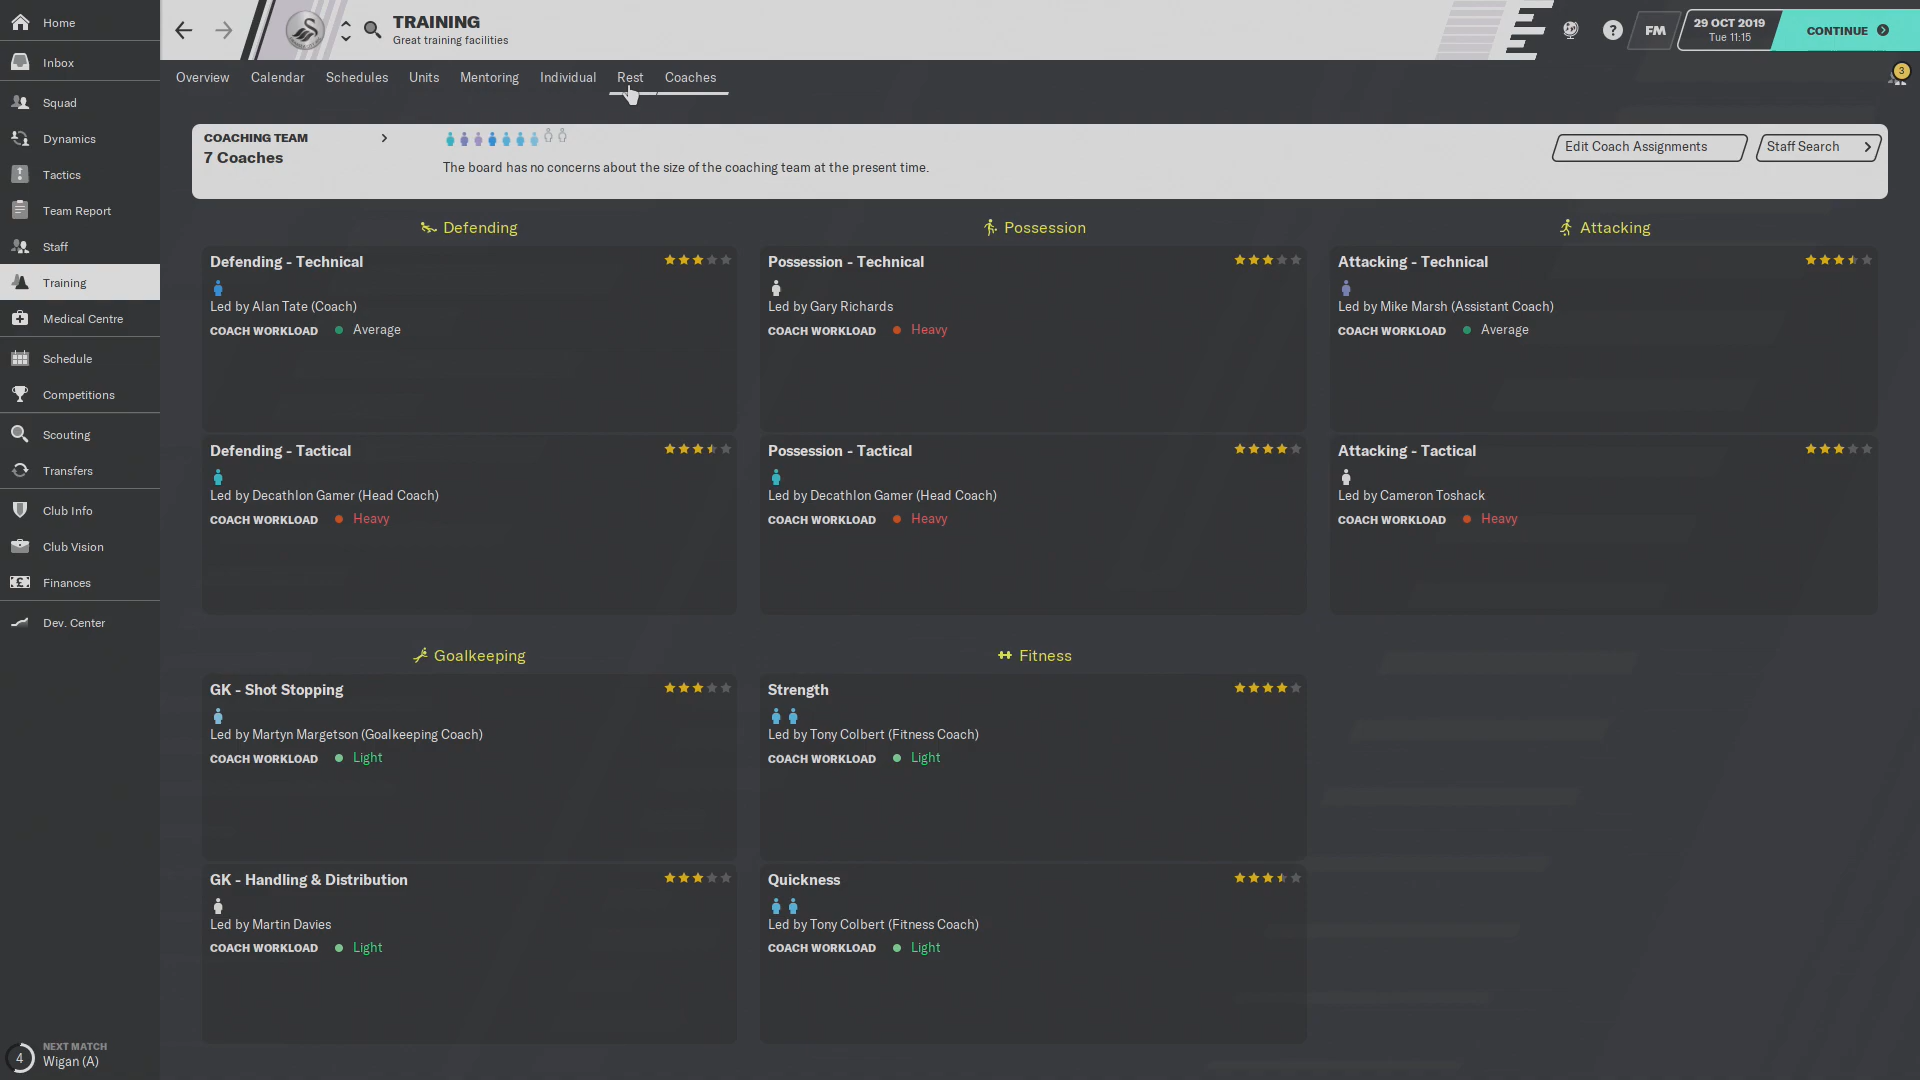 Home
Inbox
Squad
Dynamics
Tactics
Team Report
Staff
Training
Medical Centre
Schedule
Competitions
Scouting
Transfers
Club Info
Club Vision
Finances
Dev. Center
4
NEXT MATCH
Wigan (A)
TRAINING
Great training facilities
FM
29 OCT 2019
Tue 11:15
CONTINUE
3
Overview
Calendar
Schedules
Units
Mentoring
Individual
Rest
Coaches
COACHING TEAM
7 Coaches
The board has no concerns about the size of the coaching team at the present time.
Edit Coach Assignments
Staff Search
Defending
Defending - Technical
Led by Alan Tate (Coach)
COACH WORKLOAD Average
Defending - Tactical
Led by Decathlon Gamer (Head Coach)
COACH WORKLOAD Heavy
Possession
Possession - Technical
Led by Gary Richards
COACH WORKLOAD Heavy
Possession - Tactical
Led by Decathlon Gamer (Head Coach)
COACH WORKLOAD Heavy
Attacking
Attacking - Technical
Led by Mike Marsh (Assistant Coach)
COACH WORKLOAD Average
Attacking - Tactical
Led by Cameron Toshack
COACH WORKLOAD Heavy
Goalkeeping
GK - Shot Stopping
Led by Martyn Margetson (Goalkeeping Coach)
COACH WORKLOAD Light
GK - Handling & Distribution
Led by Martin Davies
COACH WORKLOAD Light
Fitness
Strength
Led by Tony Colbert (Fitness Coach)
COACH WORKLOAD Light
Quickness
Led by Tony Colbert (Fitness Coach)
COACH WORKLOAD Light